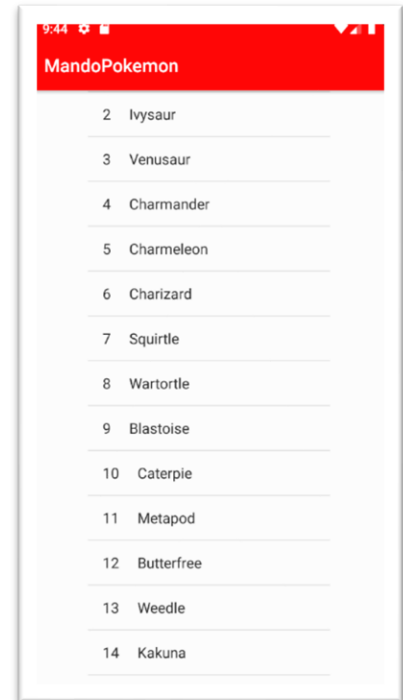 9:44
MandoPokemon
2 Ivysaur
3 Venusaur
4 Charmander
5 Charmeleon
6 Charizard
7 Squirtle
8 Wartortle
9 Blastoise
10 Caterpie
11 Metapod
12 Butterfree
13 Weedle
14 Kakuna